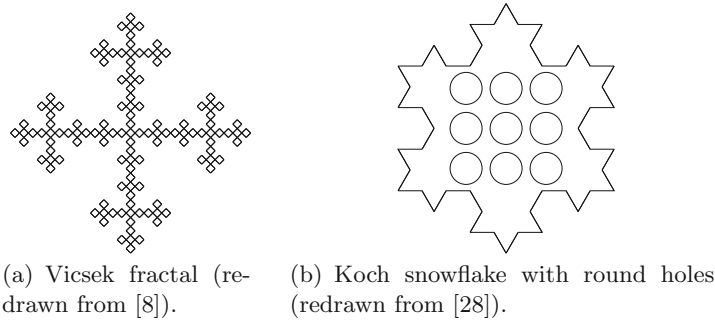 (a) Vicsek fractal (re-
drawn from [8]).
(b) Koch snowflake with round holes
(redrawn from [28]).